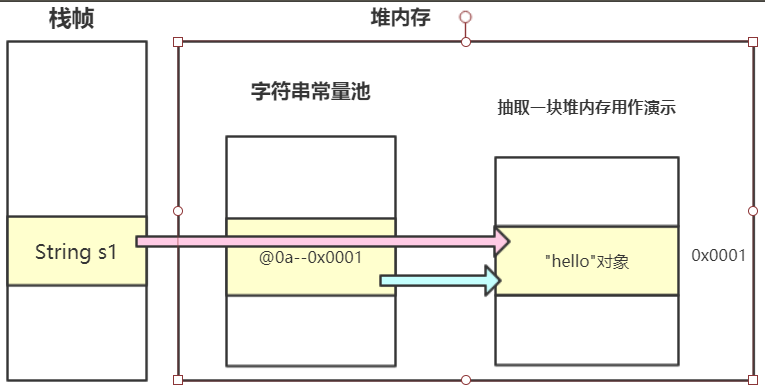 栈帧
堆内存
字符串常量池
抽取一块堆内存用作演示
String s1
@0a--0x0001
"hello"对象
0x0001